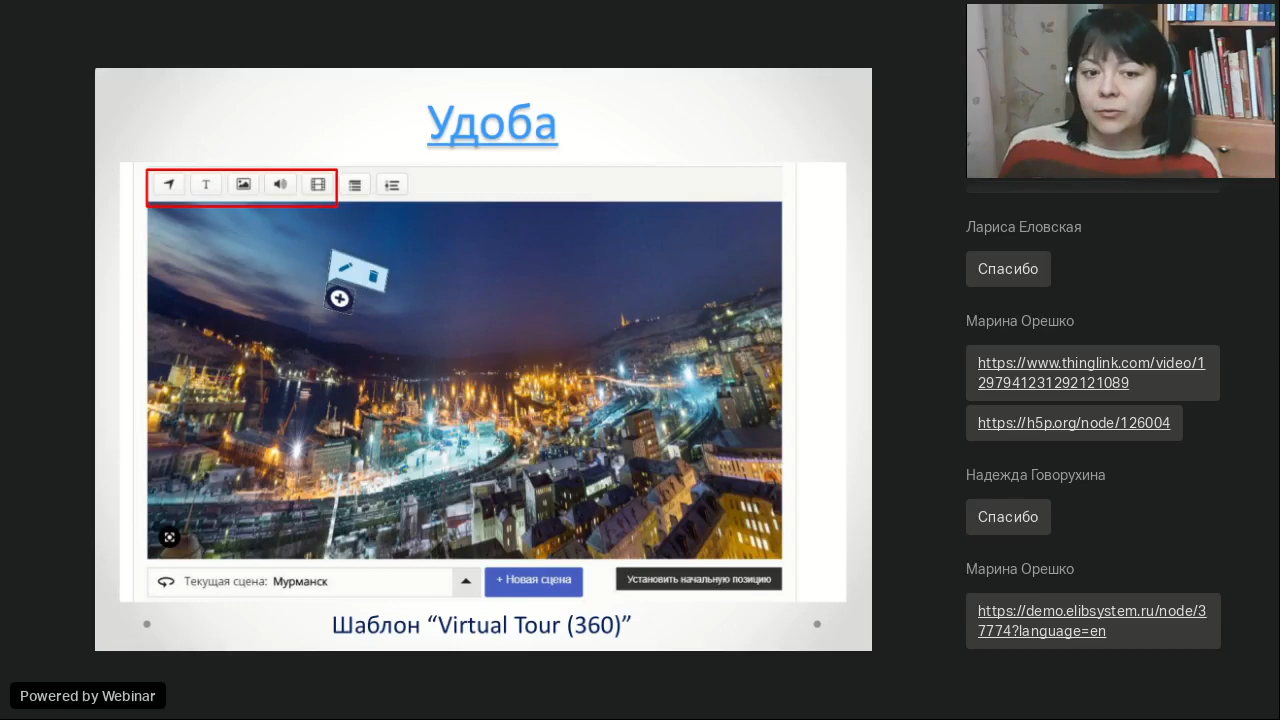 Удоба
T
Текущая сцена: Мурманск
+ Новая сцена
Установить начальную позицию
Шаблон “Virtual Tour (360)”
Лариса Еловская
Спасибо
Марина Орешко
https://www.thinglink.com/video/1
297941231292121089
https://h5p.org/node/126004
Надежда Говорухина
Спасибо
Марина Орешко
https://demo.elibsystem.ru/node/3
7774?language=en
Powered by Webinar